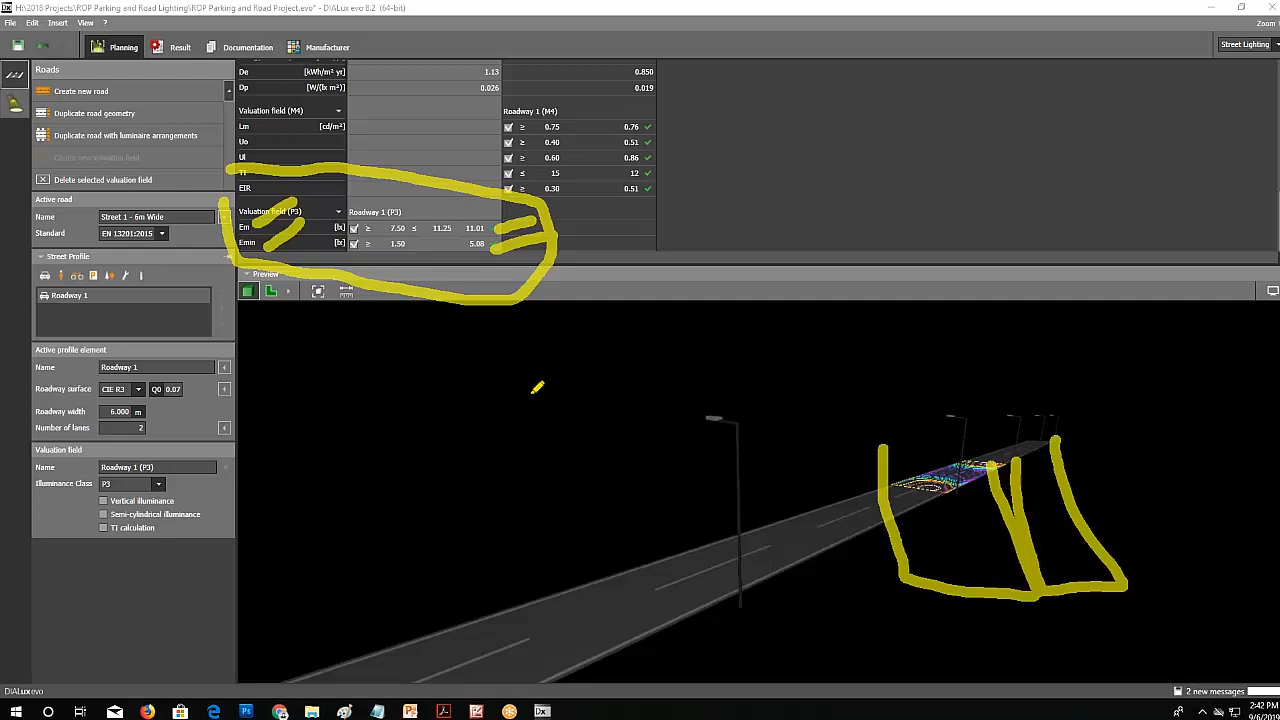 H:\2018 Projects\ROP Parking and Road Lighting\ROP Parking and Road Project.evo* - DIALux evo 8.2 (64-bit)
File Edit Insert View ? Zoom
Planning Result Documentation Manufacturer Street Lighting
Roads
Create new road
Duplicate road geometry
Duplicate road with luminaire arrangements
Create new valuation field
Delete selected valuation field
Active road
Name Street 1 - 6m Wide
Standard EN 13201:2015
Street Profile
Roadway 1
Active profile element
Name Roadway 1
Roadway surface CIE R3 Q0 0.07
Roadway width 6.000 m
Number of lanes 2
Valuation field
Name Roadway 1 (P3)
Illuminance Class P3
Vertical illuminance
Semi-cylindrical illuminance
TI calculation
De [kWh/m² yr] 1.13 0.850
Dp [W/(lx m²)] 0.026 0.019
Valuation field (M4) Roadway 1 (M4)
Lm [cd/m²] ≥ 0.75 0.76
Uo ≥ 0.40 0.51
Ul ≥ 0.60 0.86
TI ≤ 15 12
EIR ≥ 0.30 0.51
Valuation field (P3) Roadway 1 (P3)
Em [lx] ≥ 7.50 ≤ 11.25 11.01
Emin [lx] ≥ 1.50 5.08
Preview
DIALux evo 2 new messages
2:42 PM